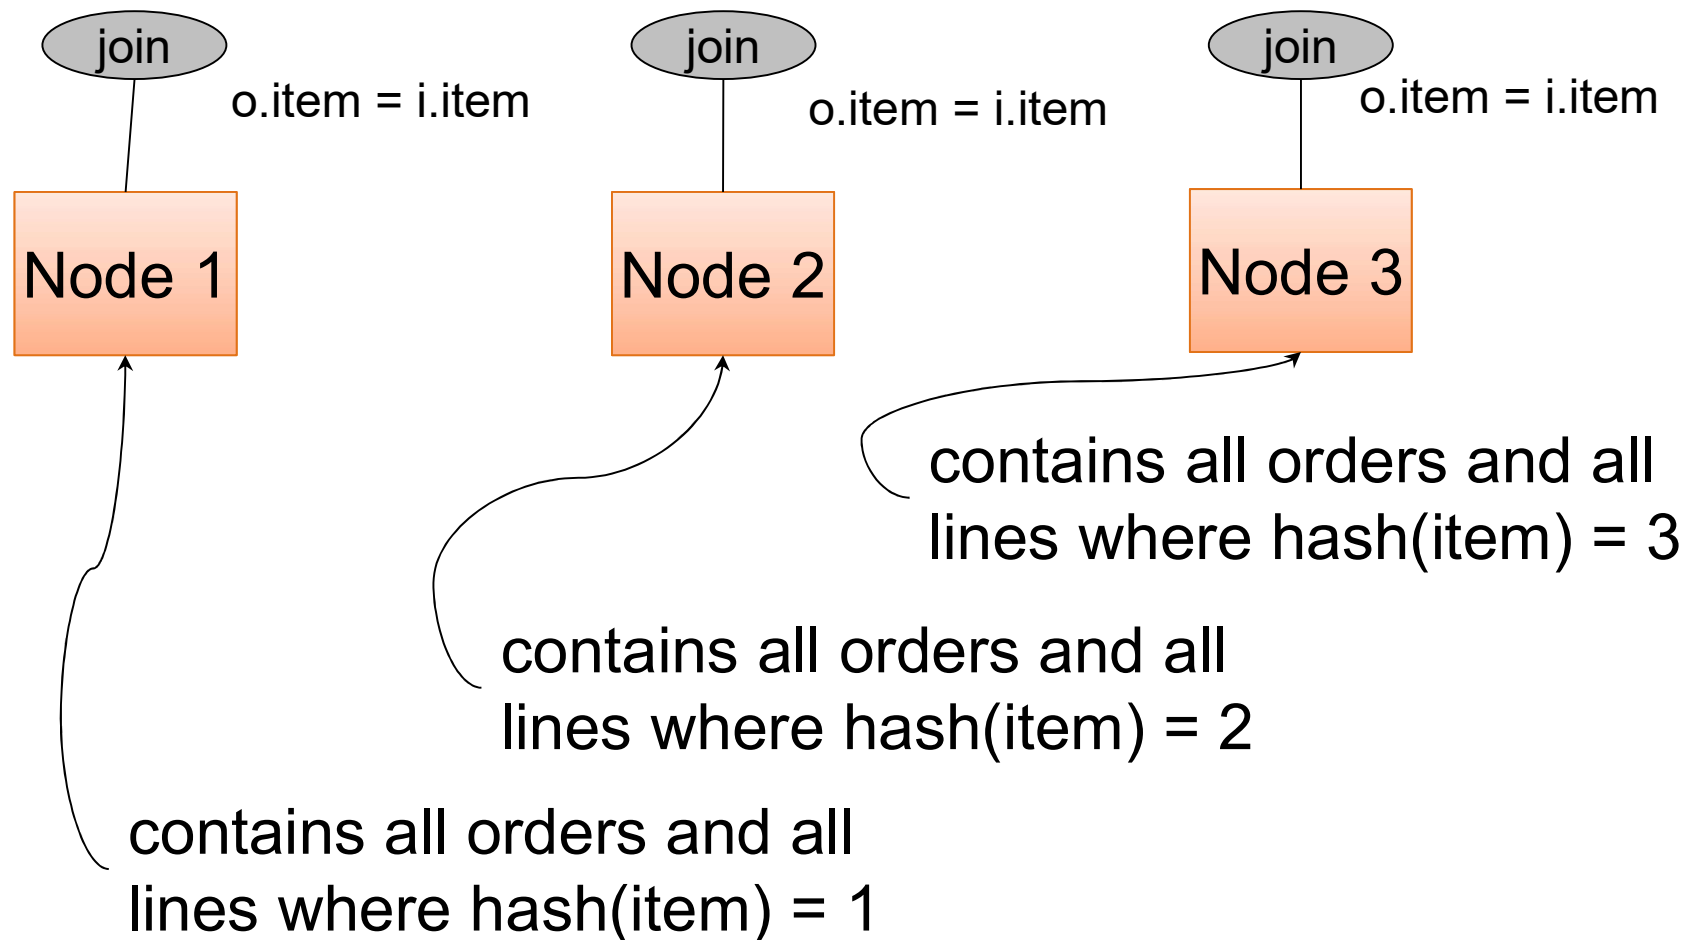 join
join
join
o.item = i.item
o.item = i.item
o.item = i.item
Node 1
Node 2
Node 3
contains all orders and all
lines where hash(item) = 3
contains all orders and all
lines where hash(item) = 2
contains all orders and all
lines where hash(item) = 1